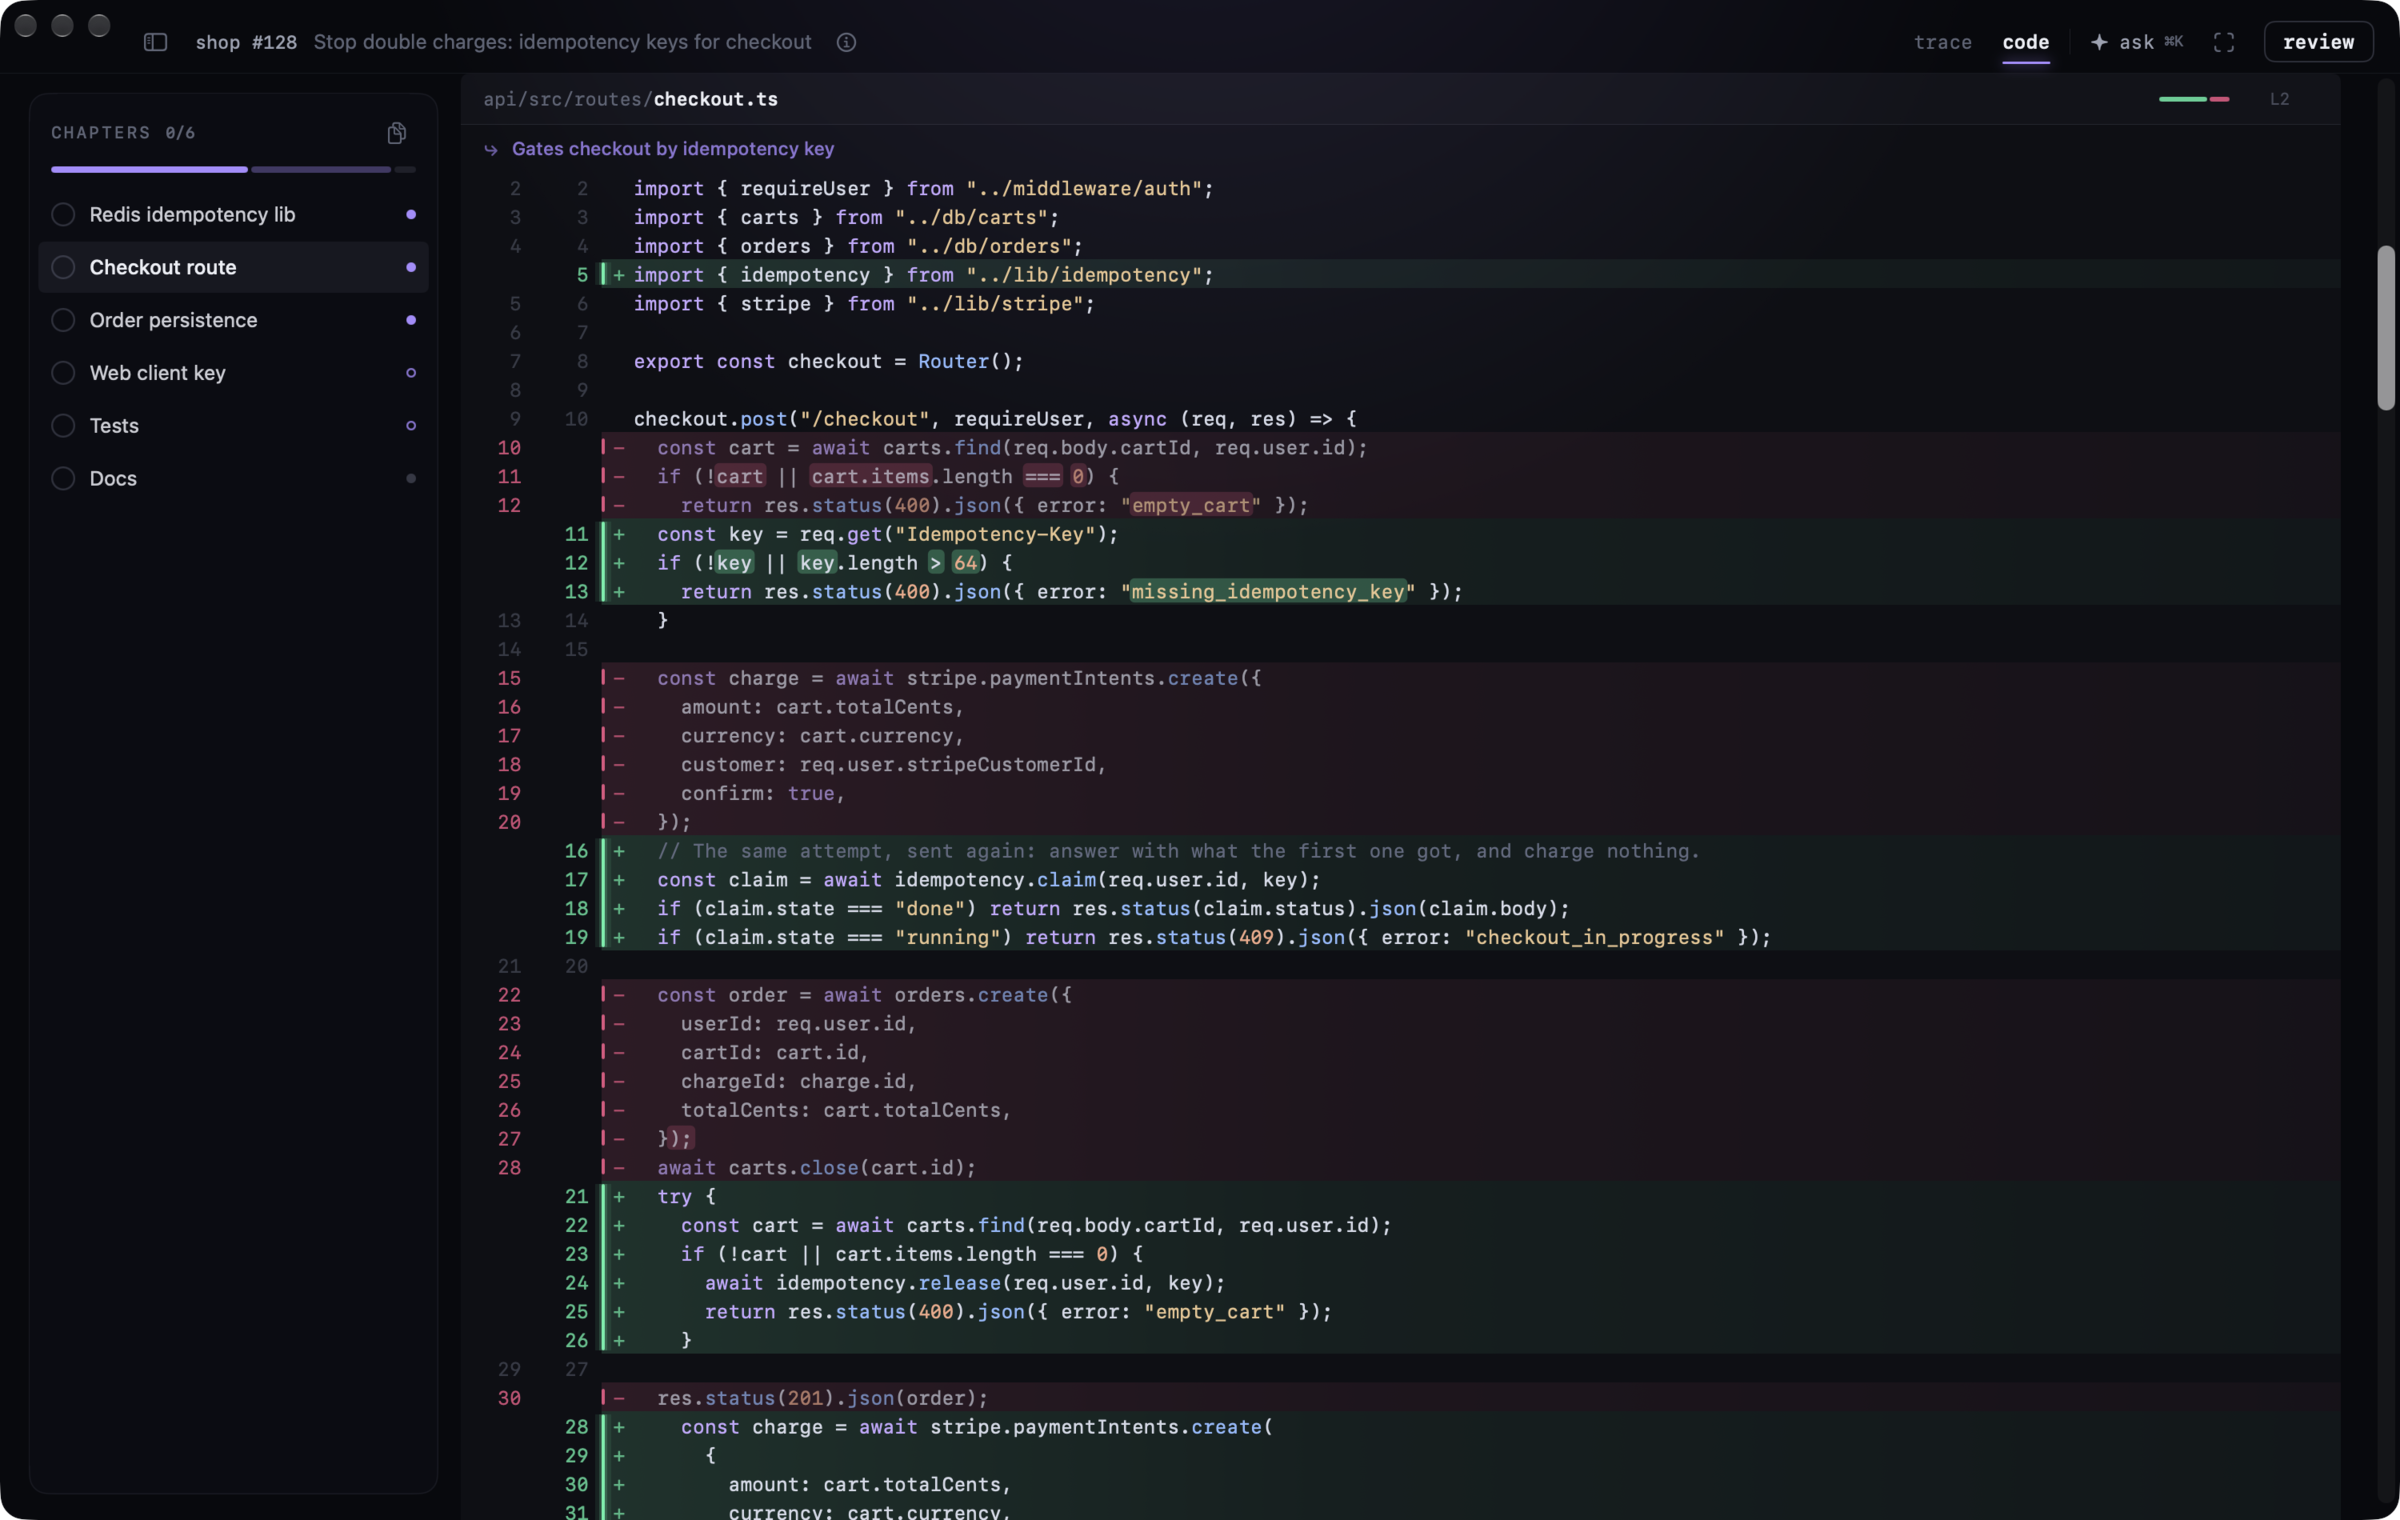 shop #128 Stop double charges: idempotency keys for checkout
trace code ask ⌘K review
CHAPTERS 0/6
Redis idempotency lib
Checkout route
Order persistence
Web client key
Tests
Docs
api/src/routes/checkout.ts L2
Gates checkout by idempotency key
2 2 import { requireUser } from "../middleware/auth";
3 3 import { carts } from "../db/carts";
4 4 import { orders } from "../db/orders";
5 + import { idempotency } from "../lib/idempotency";
5 6 import { stripe } from "../lib/stripe";
6 7
7 8 export const checkout = Router();
8 9
9 10 checkout.post("/checkout", requireUser, async (req, res) => {
10 - const cart = await carts.find(req.body.cartId, req.user.id);
11 - if (!cart || cart.items.length === 0) {
12 - return res.status(400).json({ error: "empty_cart" });
11 + const key = req.get("Idempotency-Key");
12 + if (!key || key.length > 64) {
13 + return res.status(400).json({ error: "missing_idempotency_key" });
13 14 }
14 15
15 - const charge = await stripe.paymentIntents.create({
16 - amount: cart.totalCents,
17 - currency: cart.currency,
18 - customer: req.user.stripeCustomerId,
19 - confirm: true,
20 - });
16 + // The same attempt, sent again: answer with what the first one got, and charge nothing.
17 + const claim = await idempotency.claim(req.user.id, key);
18 + if (claim.state === "done") return res.status(claim.status).json(claim.body);
19 + if (claim.state === "running") return res.status(409).json({ error: "checkout_in_progress" });
21 20
22 - const order = await orders.create({
23 - userId: req.user.id,
24 - cartId: cart.id,
25 - chargeId: charge.id,
26 - totalCents: cart.totalCents,
27 - });
28 - await carts.close(cart.id);
21 + try {
22 + const cart = await carts.find(req.body.cartId, req.user.id);
23 + if (!cart || cart.items.length === 0) {
24 + await idempotency.release(req.user.id, key);
25 + return res.status(400).json({ error: "empty_cart" });
26 + }
29 27
30 - res.status(201).json(order);
28 + const charge = await stripe.paymentIntents.create(
29 + {
30 + amount: cart.totalCents,
31 + currency: cart.currency,